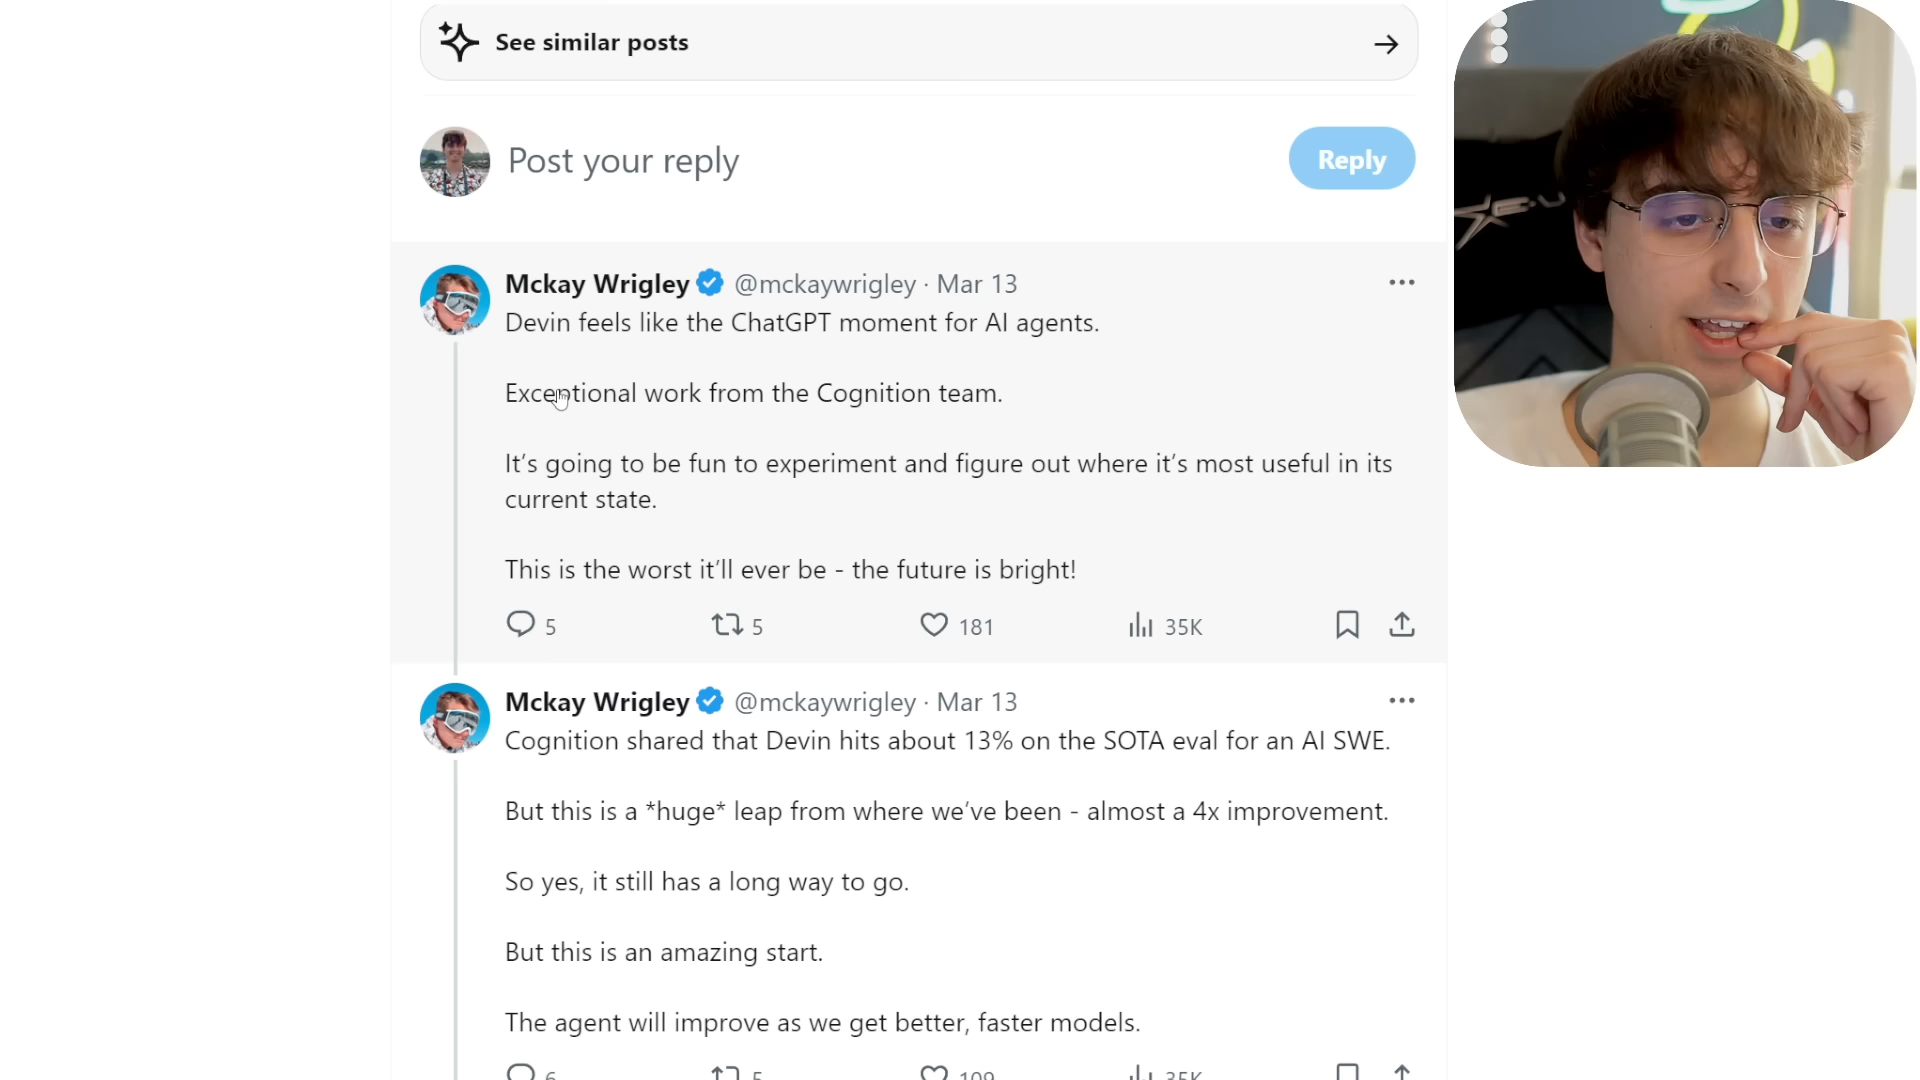 See similar posts
Post your reply
Reply
Mckay Wrigley @mckaywrigley · Mar 13
Devin feels like the ChatGPT moment for AI agents.
Exceptional work from the Cognition team.
It's going to be fun to experiment and figure out where it's most useful in its
current state.
This is the worst it'll ever be - the future is bright!
5 5 181 35K
Mckay Wrigley @mckaywrigley · Mar 13
Cognition shared that Devin hits about 13% on the SOTA eval for an AI SWE.
But this is a *huge* leap from where we've been - almost a 4x improvement.
So yes, it still has a long way to go.
But this is an amazing start.
The agent will improve as we get better, faster models.
6 5 109 35K